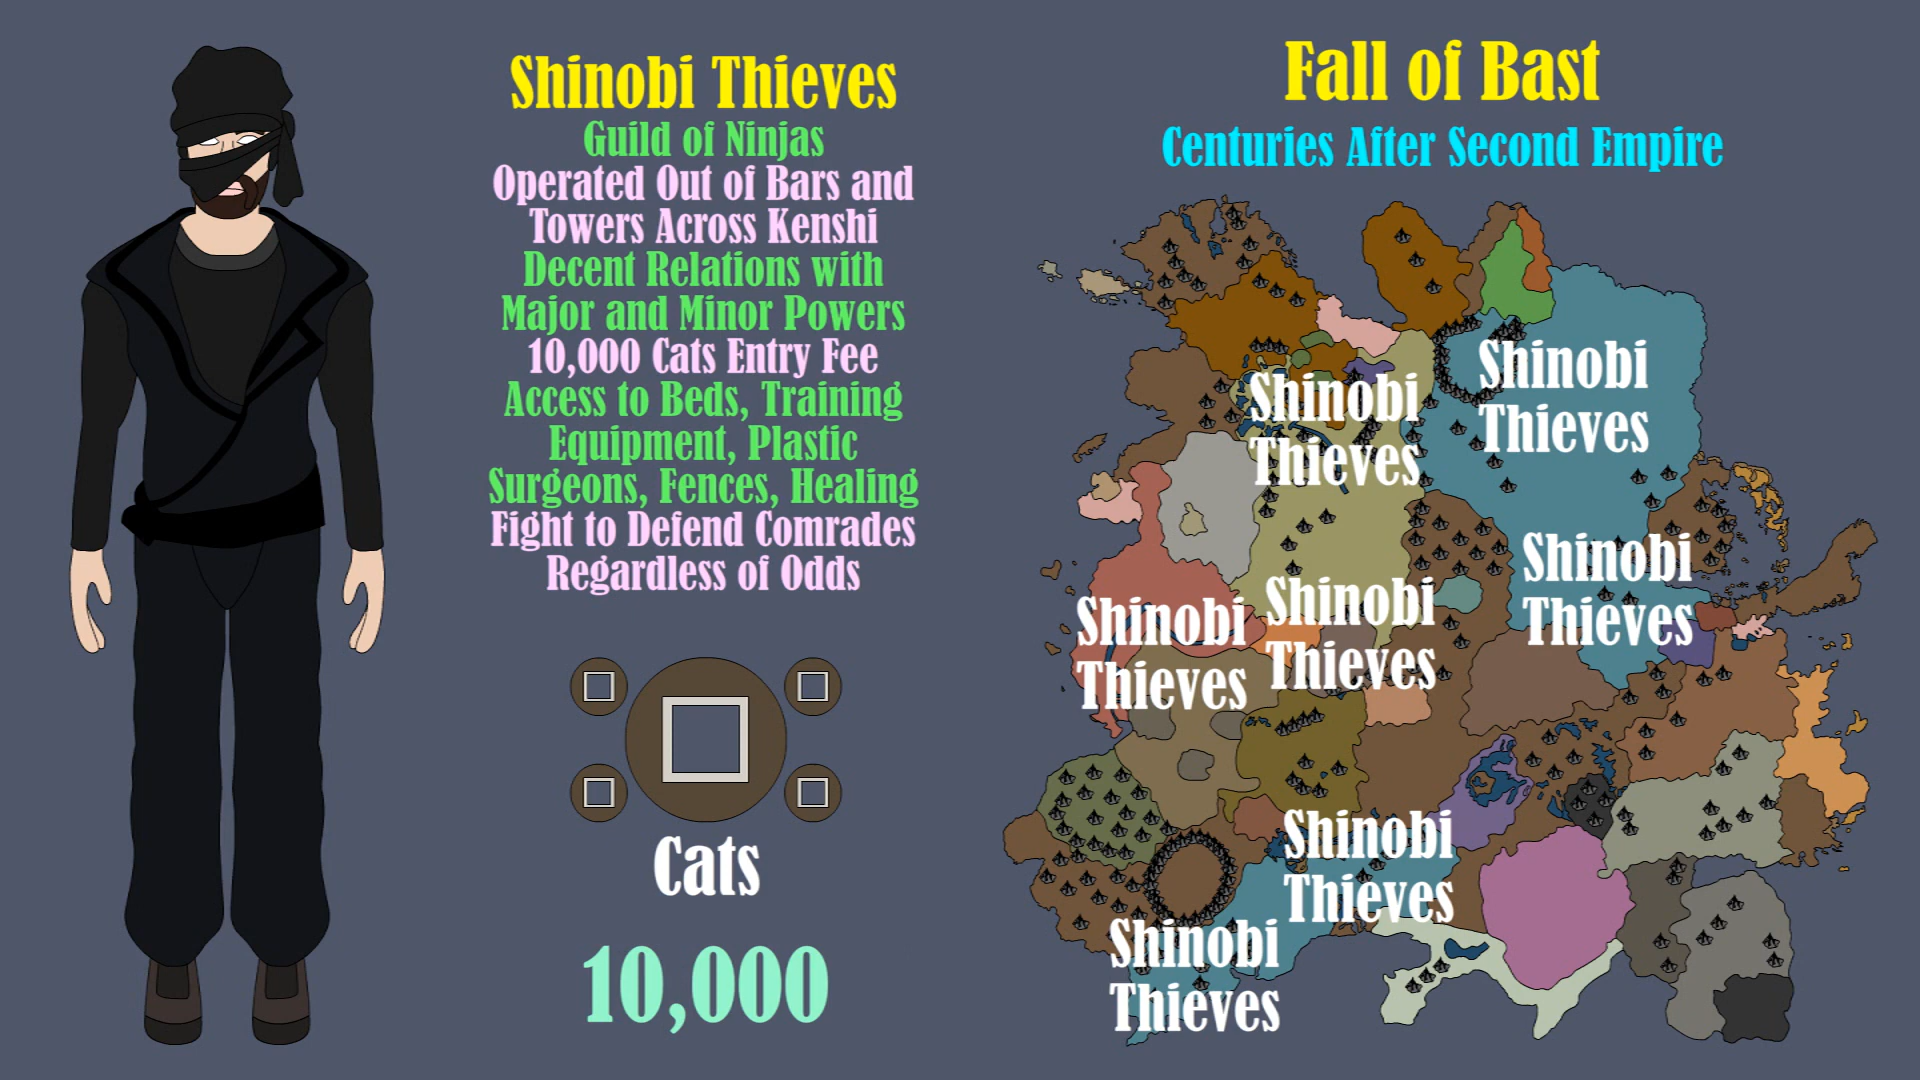 Shinobi Thieves
Guild of Ninjas
Operated Out of Bars and
Towers Across Kenshi
Decent Relations with
Major and Minor Powers
10,000 Cats Entry Fee
Access to Beds, Training
Equipment, Plastic
Surgeons, Fences, Healing
Fight to Defend Comrades
Regardless of Odds
Cats
10,000
Fall of Bast
Centuries After Second Empire
Shinobi
Thieves
Shinobi
Thieves
Shinobi
Thieves
Shinobi
Thieves
Shinobi
Thieves
Shinobi
Thieves
Shinobi
Thieves